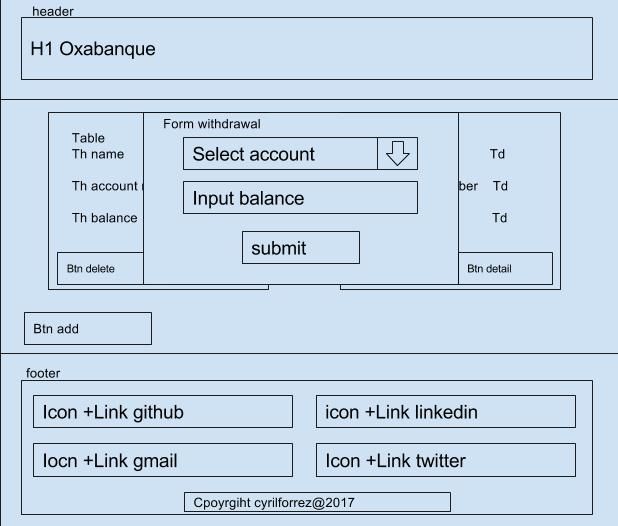 header
H1 Oxabanque
Form withdrawal
Table
Th name
Select account
Td
Th account
ber
Td
Input balance
Th balance
Td
submit
Btn delete
Btn detail
Btn add
footer
Icon +Link github
icon +Link linkedin
Iocn +Link gmail
Icon +Link twitter
Cpoyrgiht cyrilforrez@2017